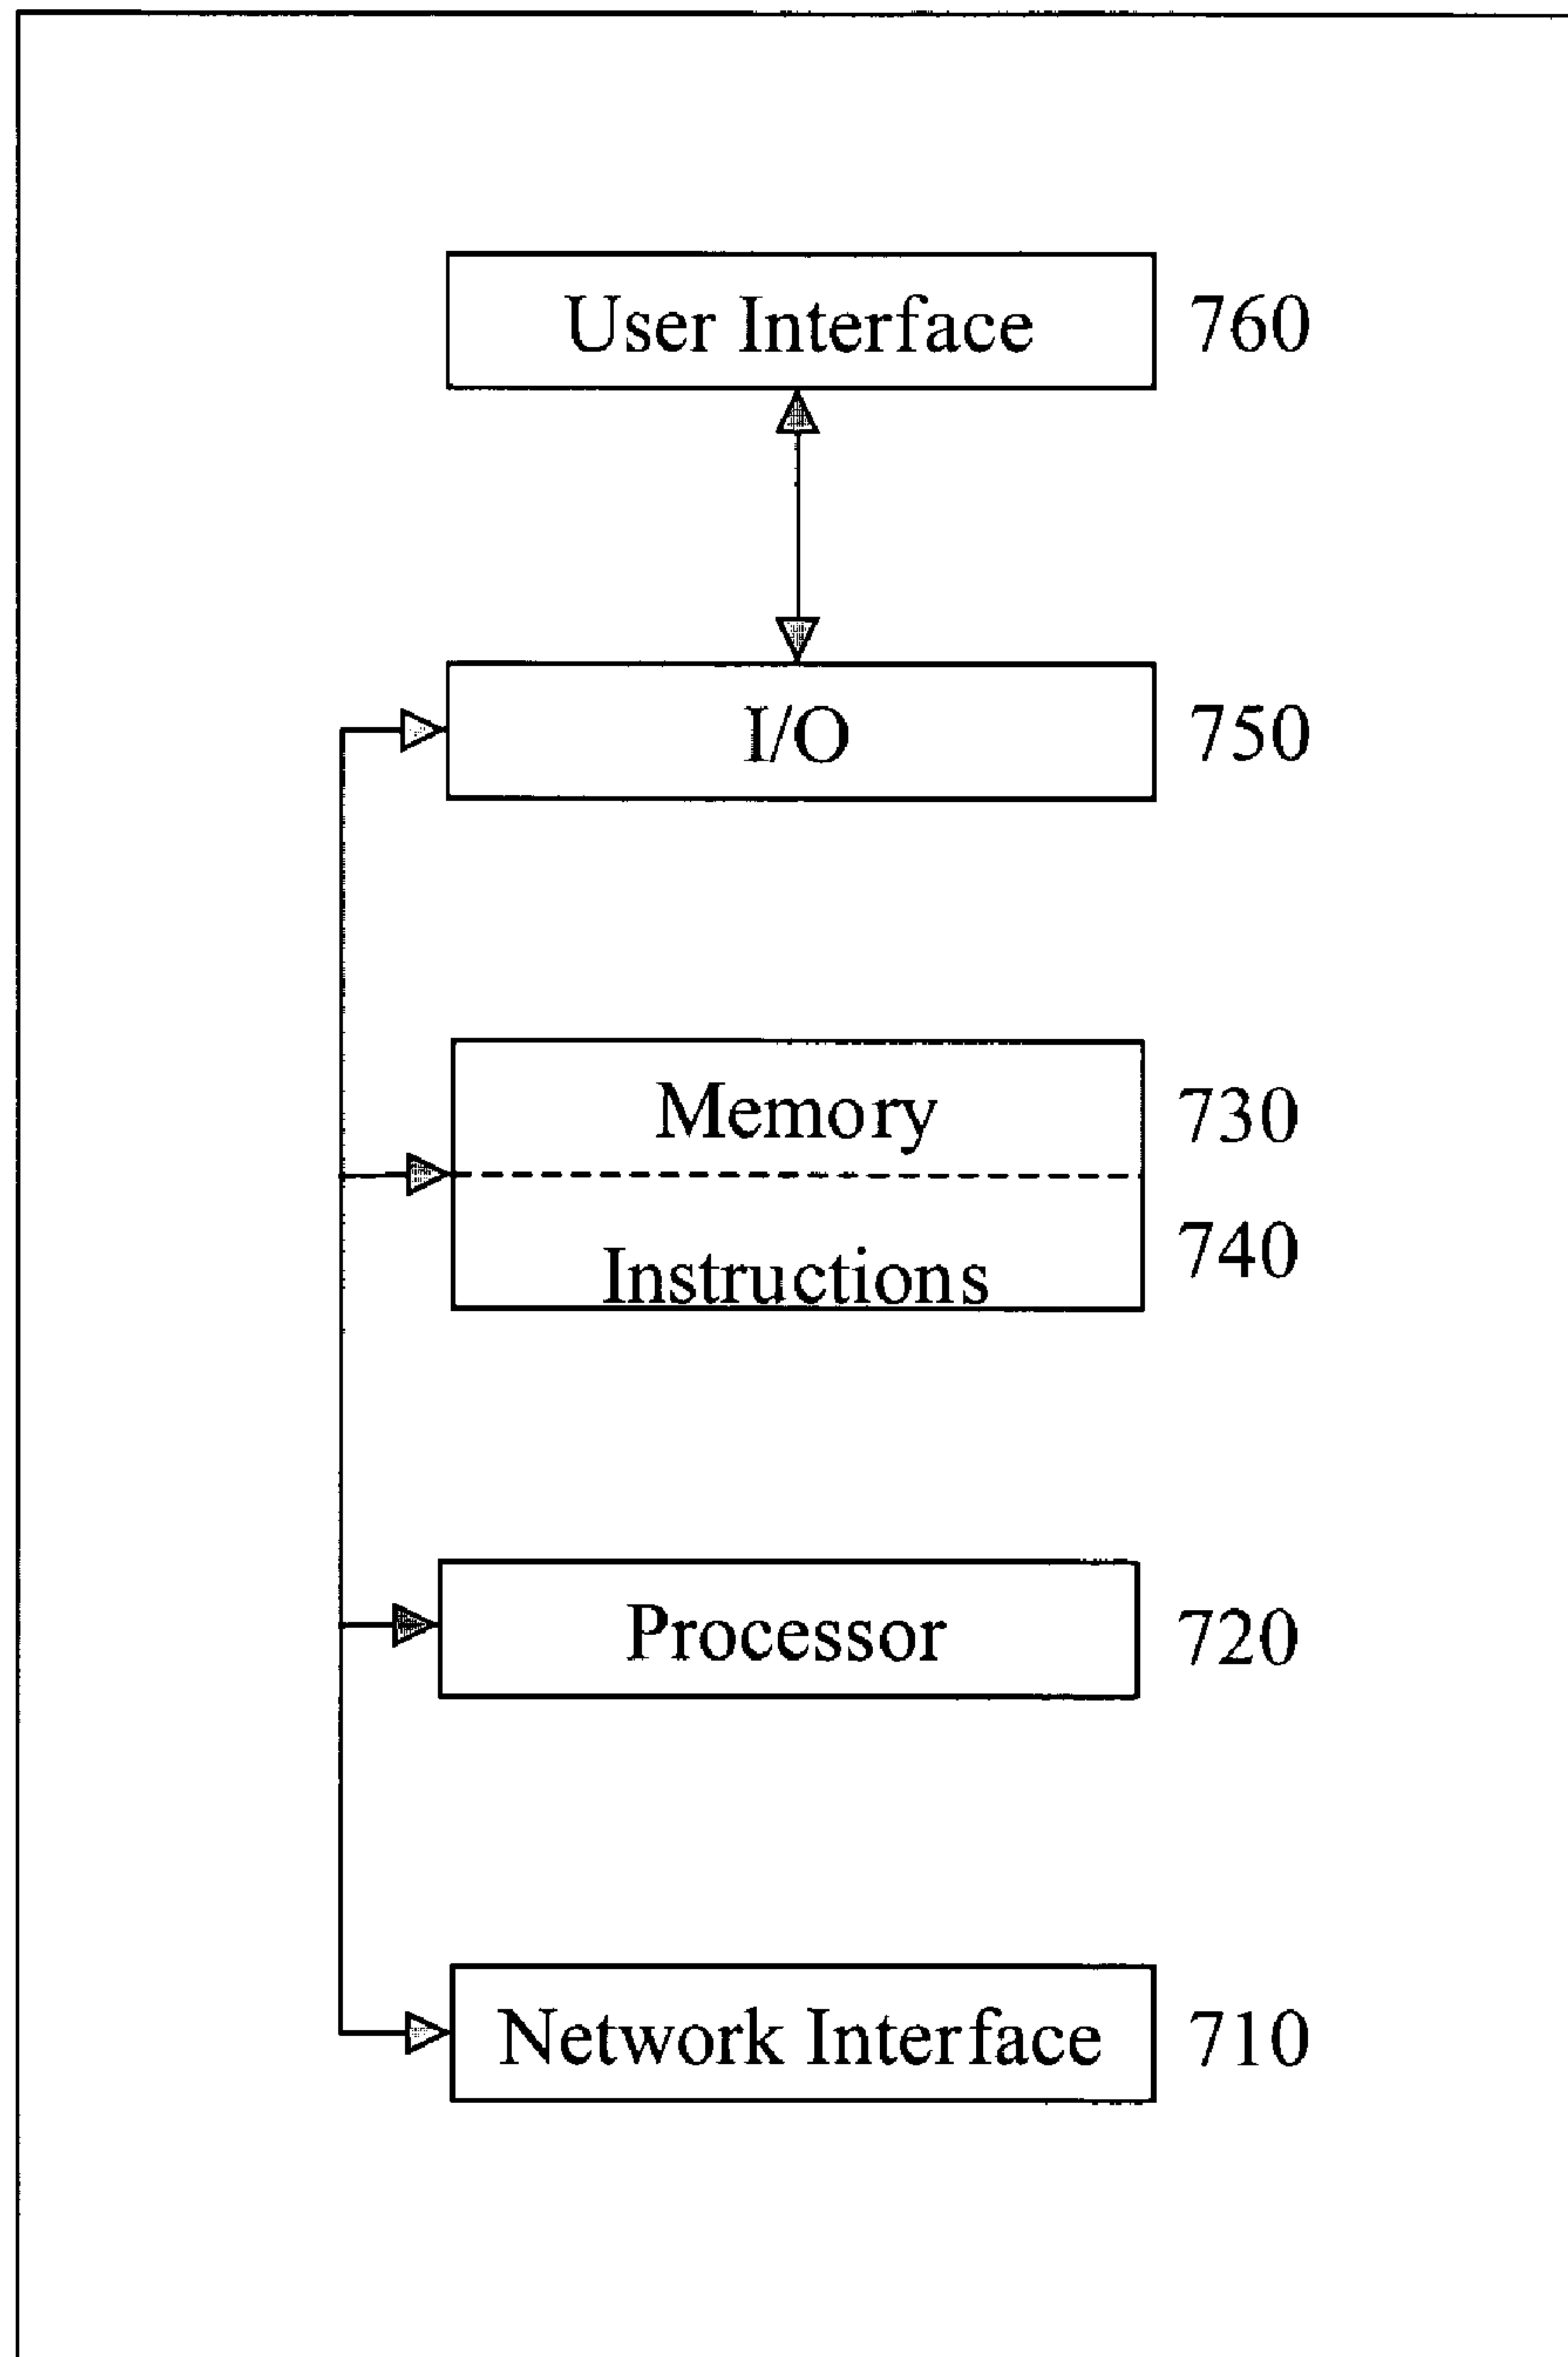 User Interface 760
I/O 750
Memory 730
Instructions 740
Processor 720
Network Interface 710